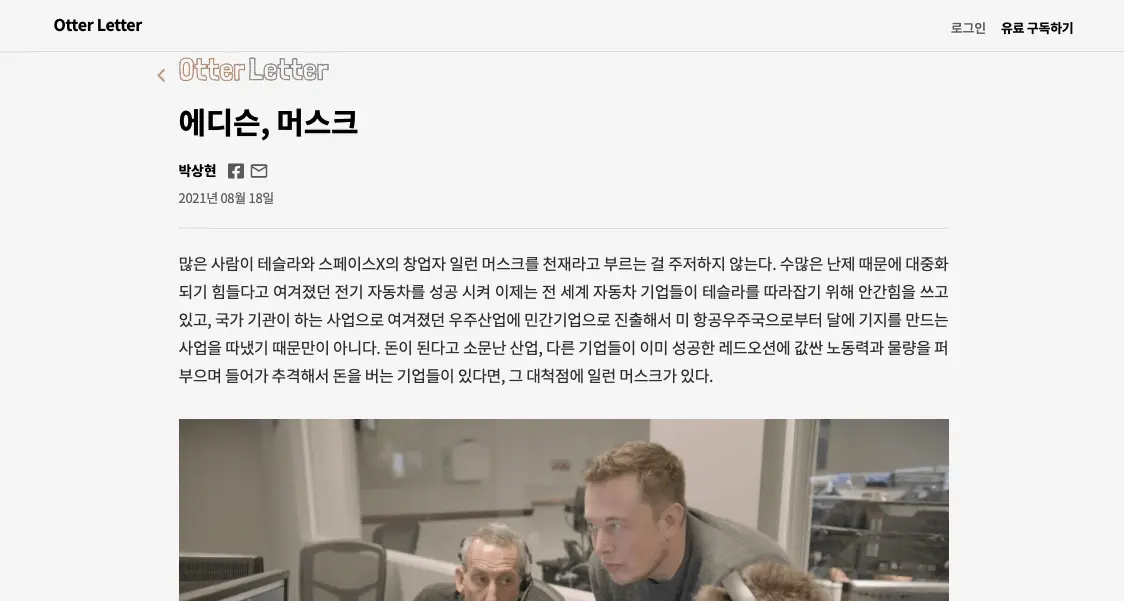 Otter Letter
로그인 유료 구독하기
Otter Letter
에디슨, 머스크
박상현
2021년 08월 18일
많은 사람이 테슬라와 스페이스X의 창업자 일런 머스크를 천재라고 부르는 걸 주저하지 않는다. 수많은 난제 때문에 대중화
되기 힘들다고 여겨졌던 전기 자동차를 성공 시켜 이제는 전 세계 자동차 기업들이 테슬라를 따라잡기 위해 안간힘을 쓰고
있고, 국가 기관이 하는 사업으로 여겨졌던 우주산업에 민간기업으로 진출해서 미 항공우주국으로부터 달에 기지를 만드는
사업을 따냈기 때문만이 아니다. 돈이 된다고 소문난 산업, 다른 기업들이 이미 성공한 레드오션에 값싼 노동력과 물량을 퍼
부으며 들어가 추격해서 돈을 버는 기업들이 있다면, 그 대척점에 일런 머스크가 있다.